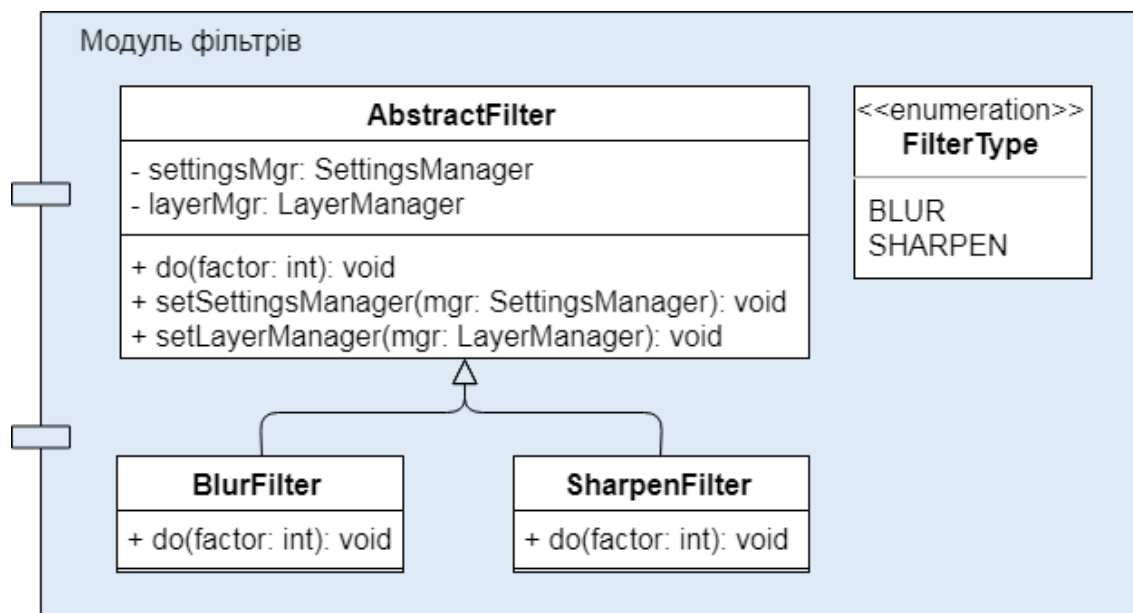 Модуль фільтрів
AbstractFilter
- settingsMgr: SettingsManager
- layerMgr: LayerManager
+ do(factor: int): void
+ setSettingsManager(mgr: SettingsManager): void
+ setLayerManager(mgr: LayerManager): void
<<enumeration>>
FilterType
BLUR
SHARPEN
BlurFilter
+ do(factor: int): void
SharpenFilter
+ do(factor: int): void